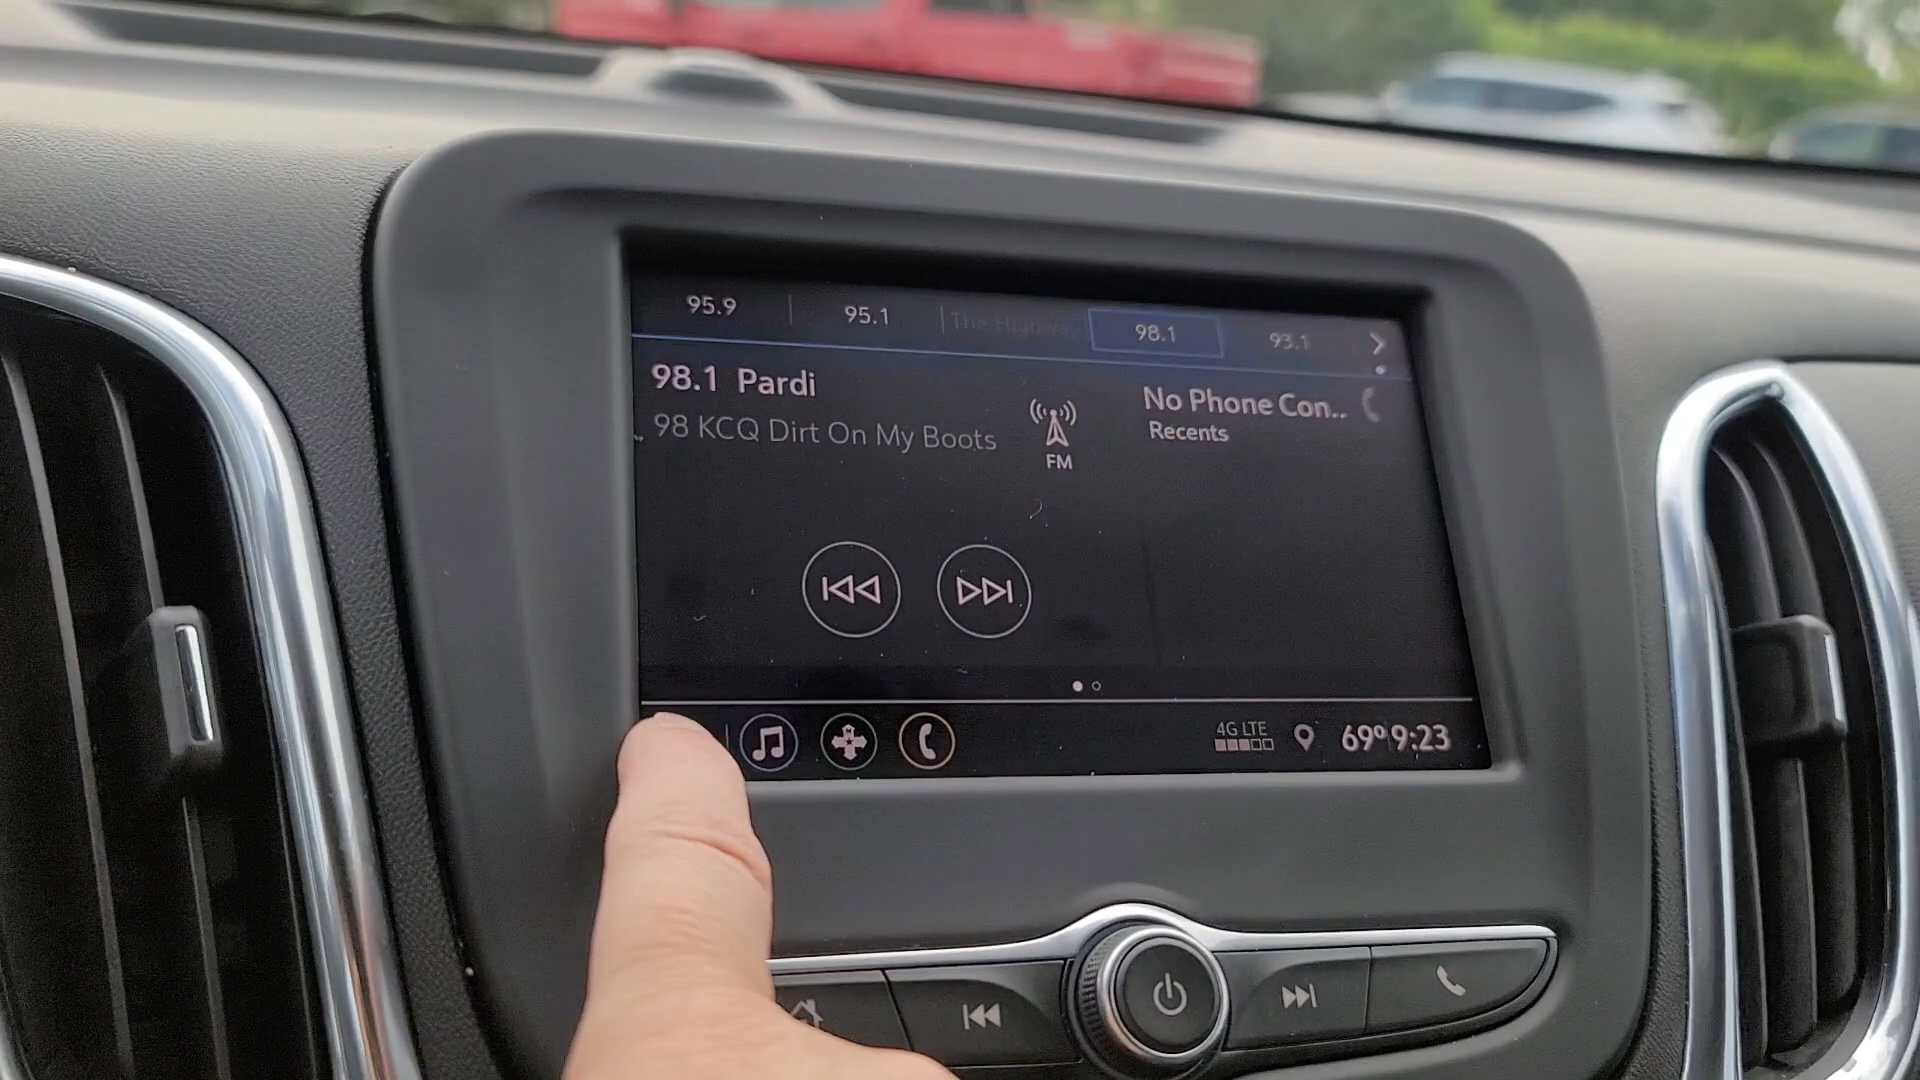 95.9
95.1
The Highway
98.1
93.1
98.1 Pardi
98 KCQ Dirt On My Boots
FM
No Phone Con..
Recents
4G LTE
69° 9:23